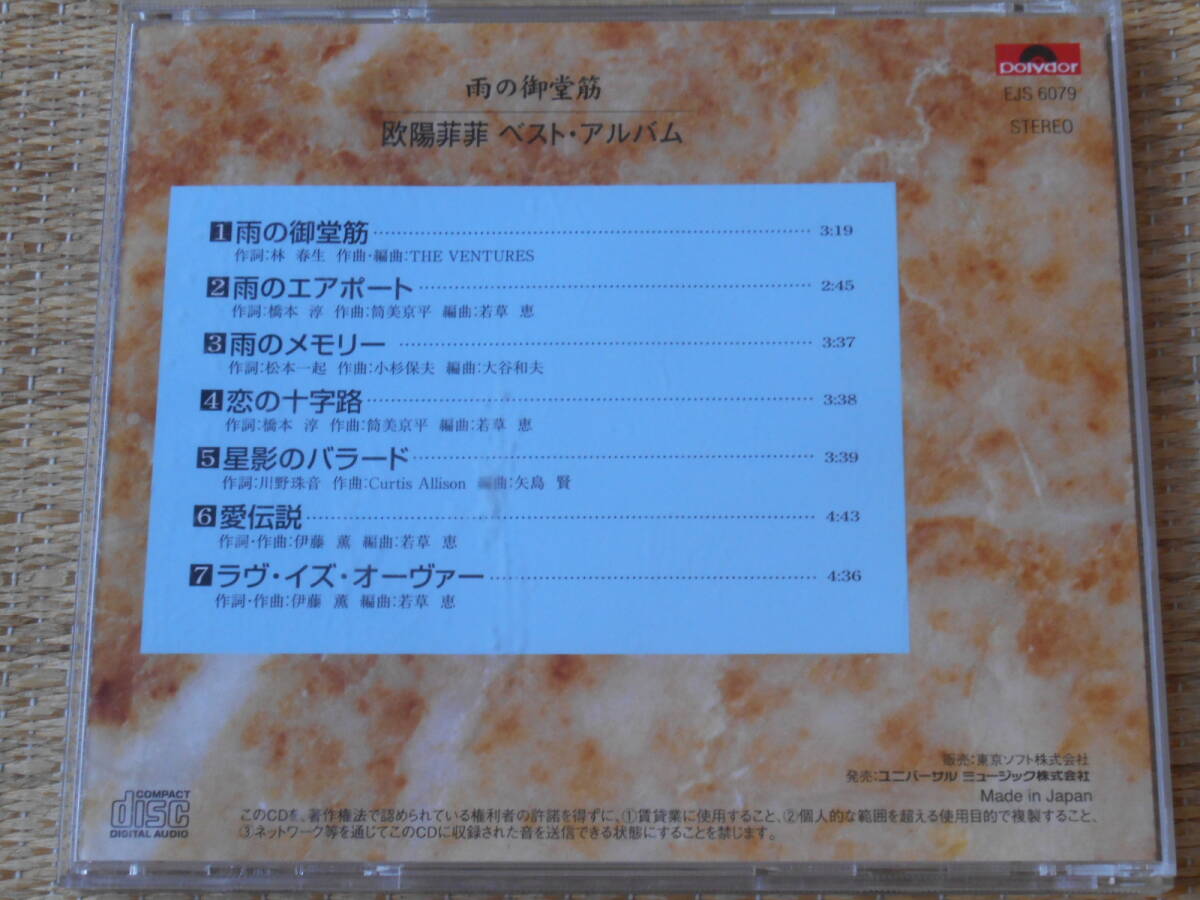 polydor
EJS 6079
STEREO
雨の御堂筋
欧陽菲菲 ベスト・アルバム
1 雨の御堂筋 3:19
作詞:林 春生 作曲・編曲:THE VENTURES
2 雨のエアポート 2:45
作詞:橋本 淳 作曲:筒美京平 編曲:若草 恵
3 雨のメモリー 3:37
作詞:松本一起 作曲:小杉保夫 編曲:大谷和夫
4 恋の十字路 3:38
作詞:橋本 淳 作曲:筒美京平 編曲:若草 恵
5 星影のバラード 3:39
作詞:川野珠音 作曲:Curtis Allison 編曲:矢島 賢
6 愛伝説 4:43
作詞・作曲:伊藤 薫 編曲:若草 恵
7 ラヴ・イズ・オーヴァー 4:36
作詞・作曲:伊藤 薫 編曲:若草 恵
販売:東京ソフト株式会社
発売:ユニバーサル ミュージック株式会社
Made in Japan
COMPACT
disc
DIGITAL AUDIO
このCDを、著作権法で認められている権利者の許諾を得ずに、①賃貸業に使用すること、②個人的な範囲を超える使用目的で複製すること、
③ネットワーク等を通じてこのCDに収録された音を送信できる状態にすることを禁じます。